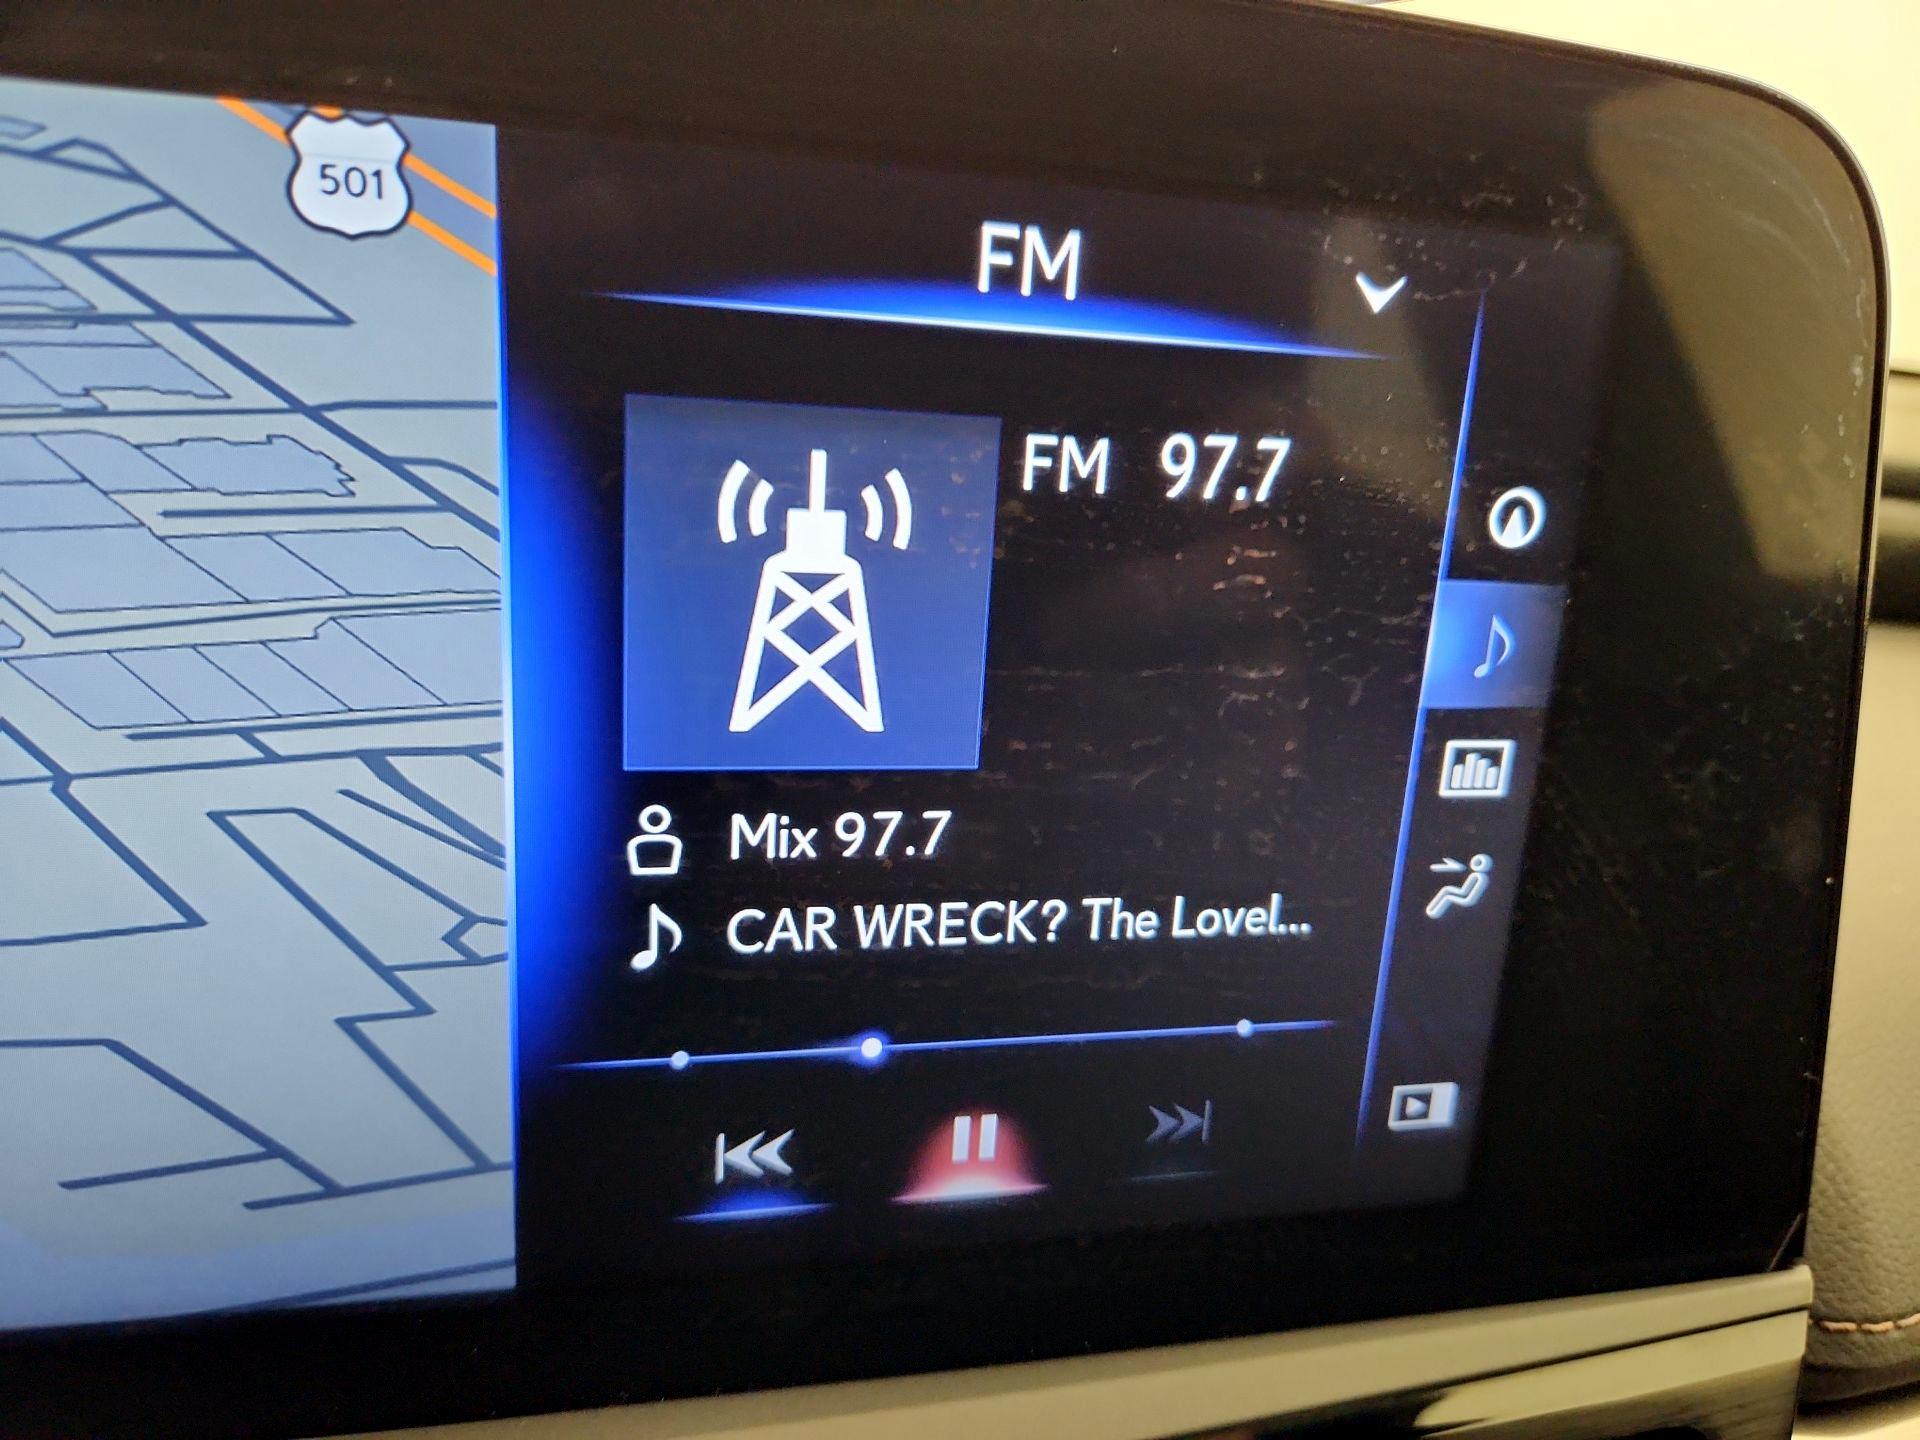 501
FM
FM 97.7
Mix 97.7
CAR WRECK? The Lovel...